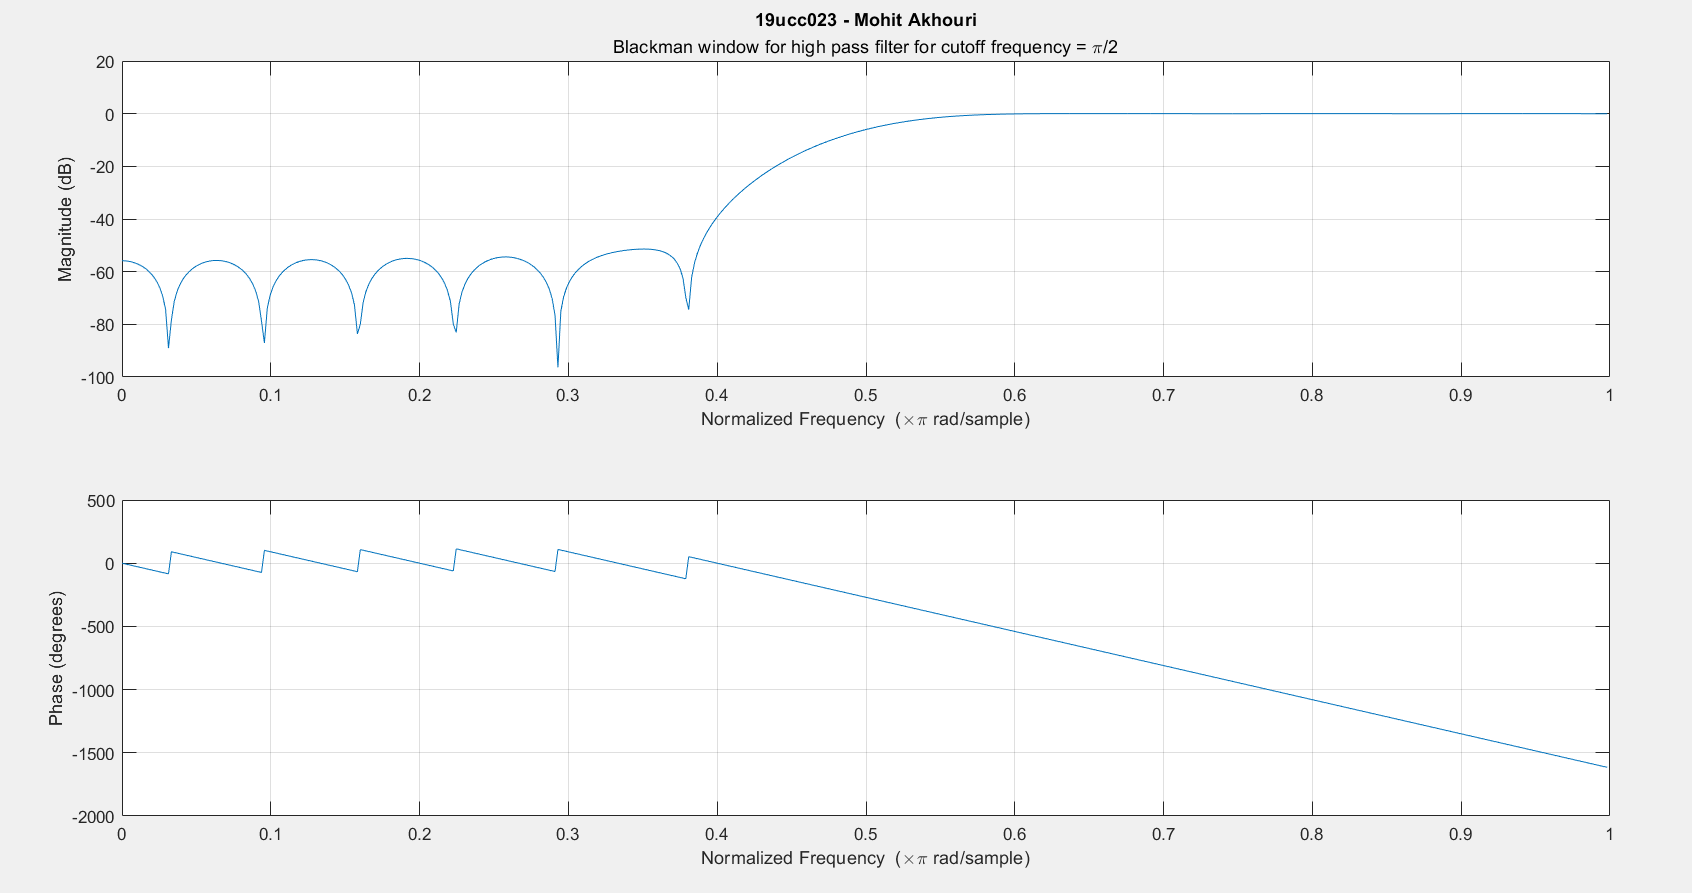 19ucc023 - Mohit Akhouri
Blackman window for high pass filter for cutoff frequency = π/2
20
0
-20
-40
-60
-80
-100
Magnitude (dB)
0 0.1 0.2 0.3 0.4 0.5 0.6 0.7 0.8 0.9 1
Normalized Frequency (×π rad/sample)
500
0
-500
-1000
-1500
-2000
Phase (degrees)
0 0.1 0.2 0.3 0.4 0.5 0.6 0.7 0.8 0.9 1
Normalized Frequency (×π rad/sample)